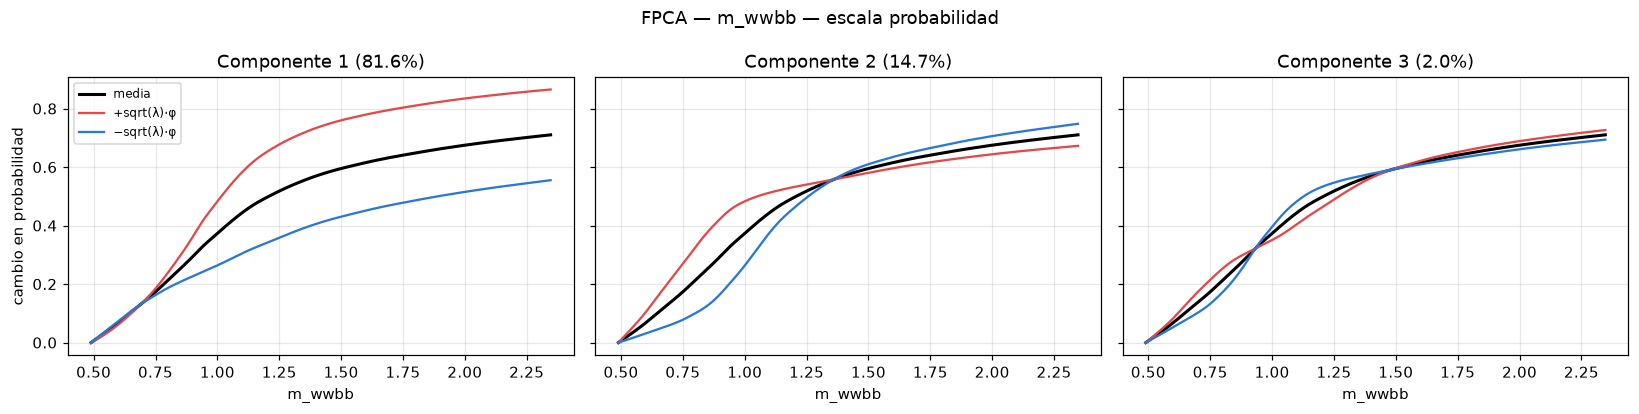 FPCA — m_wwbb — escala probabilidad
Componente 1 (81.6%)
Componente 2 (14.7%)
Componente 3 (2.0%)
media
+sqrt(λ)·φ
−sqrt(λ)·φ
cambio en probabilidad
0.8
0.6
0.4
0.2
0.0
0.50 0.75 1.00 1.25 1.50 1.75 2.00 2.25
0.50 0.75 1.00 1.25 1.50 1.75 2.00 2.25
0.50 0.75 1.00 1.25 1.50 1.75 2.00 2.25
m_wwbb
m_wwbb
m_wwbb